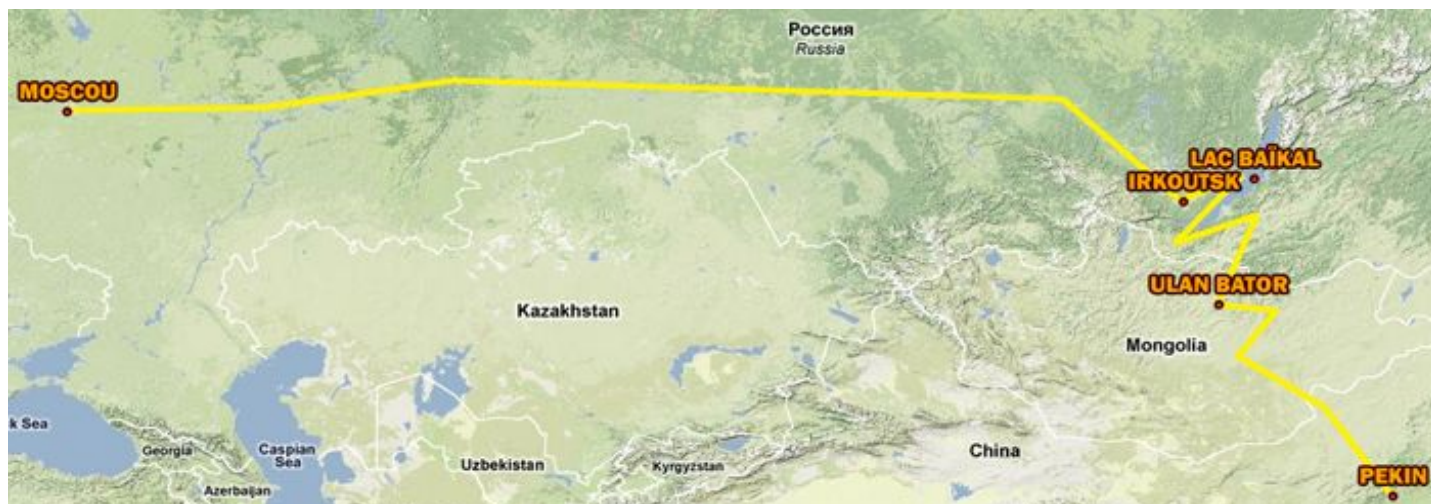 Россия
Russia
MOSCOU
LAC BAÏKAL
IRKOUTSK
ULAN BATOR
Kazakhstan
Mongolia
k Sea
Georgia
Caspian
Sea
Uzbekistan
Kyrgyzstan
China
Azerbaijan
PEKIN